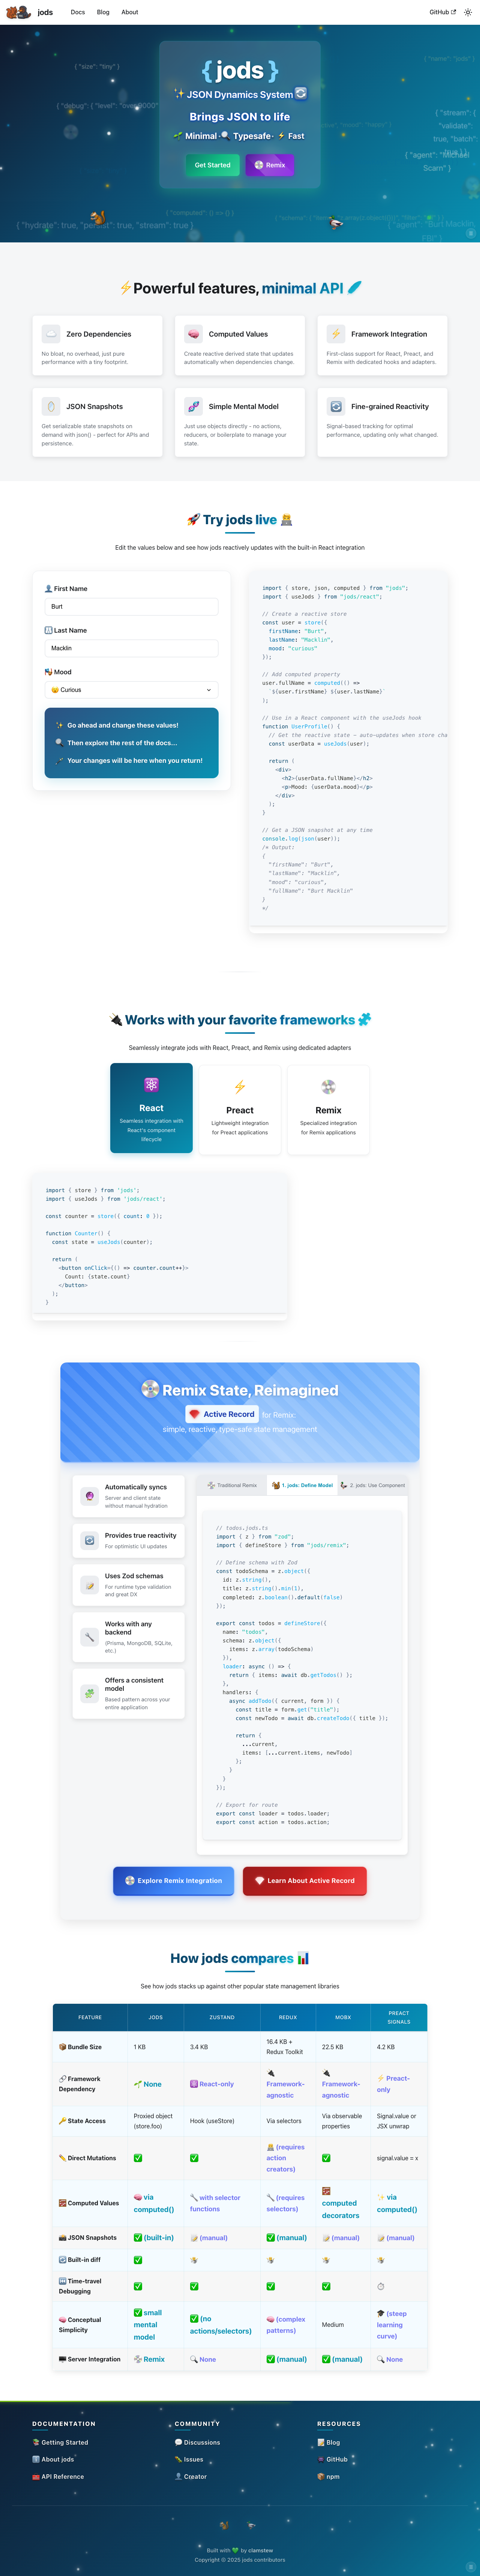 jods
Docs
Blog
About
GitHub
{ "size": "tiny" }
{ "name": "jods" }
{ "debug": { "level": "over 9000"
{ "stream": {
"validate":
true, "batch":
{ "agent": "Michael
Scarn" }
{ jods }
JSON Dynamics System
Brings JSON to life
Minimal · Typesafe · Fast
Get Started
Remix
{ "computed": () => {} }
{ "hydrate": true, "persist": true, "stream": true }
{ "agent": "Burt Macklin,
FBI" }
Powerful features, minimal API
Zero Dependencies
No bloat, no overhead, just pure
performance with a tiny footprint.
Computed Values
Create reactive derived state that updates
automatically when dependencies change.
Framework Integration
First-class support for React, Preact, and
Remix with dedicated hooks and adapters.
JSON Snapshots
Get serializable state snapshots on
demand with json() - perfect for APIs and
persistence.
Simple Mental Model
Just use objects directly - no actions,
reducers, or boilerplate to manage your
state.
Fine-grained Reactivity
Signal-based tracking for optimal
performance, updating only what changed.
Try jods live
Edit the values below and see how jods reactively updates with the built-in React integration
First Name
Burt
Last Name
Macklin
Mood
Curious
Go ahead and change these values!
Then explore the rest of the docs...
Your changes will be here when you return!
import { store, json, computed } from "jods";
import { useJods } from "jods/react";
// Create a reactive store
const user = store({
firstName: "Burt",
lastName: "Macklin",
mood: "curious"
});
// Add computed property
user.fullName = computed(() =>
`${user.firstName} ${user.lastName}`
);
// Use in a React component with the useJods hook
function UserProfile() {
// Get the reactive state - auto-updates when store cha
const userData = useJods(user);
return (
<div>
<h2>{userData.fullName}</h2>
<p>Mood: {userData.mood}</p>
</div>
);
}
// Get a JSON snapshot at any time
console.log(json(user));
/* Output:
{
"firstName": "Burt",
"lastName": "Macklin",
"mood": "curious",
"fullName": "Burt Macklin"
}
*/
Works with your favorite frameworks
Seamlessly integrate jods with React, Preact, and Remix using dedicated adapters
React
Seamless integration with
React's component
lifecycle
Preact
Lightweight integration
for Preact applications
Remix
Specialized integration
for Remix applications
import { store } from 'jods';
import { useJods } from 'jods/react';
const counter = store({ count: 0 });
function Counter() {
const state = useJods(counter);
return (
<button onClick={() => counter.count++}>
Count: {state.count}
</button>
);
}
Remix State, Reimagined
Active Record for Remix:
simple, reactive, type-safe state management
Automatically syncs
Server and client state
without manual hydration
Provides true reactivity
For optimistic UI updates
Uses Zod schemas
For runtime type validation
and great DX
Works with any
backend
(Prisma, MongoDB, SQLite,
etc.)
Offers a consistent
model
Based pattern across your
entire application
Traditional Remix
1. jods: Define Model
2. jods: Use Component
// todos.jods.ts
import { z } from "zod";
import { defineStore } from "jods/remix";
// Define schema with Zod
const todoSchema = z.object({
id: z.string(),
title: z.string().min(1),
completed: z.boolean().default(false)
});
export const todos = defineStore({
name: "todos",
schema: z.object({
items: z.array(todoSchema)
}),
loader: async () => {
return { items: await db.getTodos() };
},
handlers: {
async addTodo({ current, form }) {
const title = form.get("title");
const newTodo = await db.createTodo({ title });
return {
...current,
items: [...current.items, newTodo]
};
}
}
});
// Export for route
export const loader = todos.loader;
export const action = todos.action;
Explore Remix Integration
Learn About Active Record
How jods compares
See how jods stacks up against other popular state management libraries
FEATURE JODS ZUSTAND REDUX MOBX PREACT SIGNALS
Bundle Size 1 KB 3.4 KB 16.4 KB + Redux Toolkit 22.5 KB 4.2 KB
Framework Dependency None React-only Framework-agnostic Framework-agnostic Preact-only
State Access Proxied object (store.foo) Hook (useStore) Via selectors Via observable properties Signal.value or JSX unwrap
Direct Mutations ✅ ✅ (requires action creators) ✅ signal.value = x
Computed Values via computed() with selector functions (requires selectors) computed decorators via computed()
JSON Snapshots ✅ (built-in) (manual) ✅ (manual) (manual) (manual)
Built-in diff ✅
Time-travel Debugging ✅ ✅ ✅ ✅
Conceptual Simplicity ✅ small mental model ✅ (no actions/selectors) (complex patterns) Medium (steep learning curve)
Server Integration Remix None ✅ (manual) ✅ (manual) None
DOCUMENTATION
Getting Started
About jods
API Reference
COMMUNITY
Discussions
Issues
Creator
RESOURCES
Blog
GitHub
npm
Built with 💚 by clamstew
Copyright © 2025 jods contributors